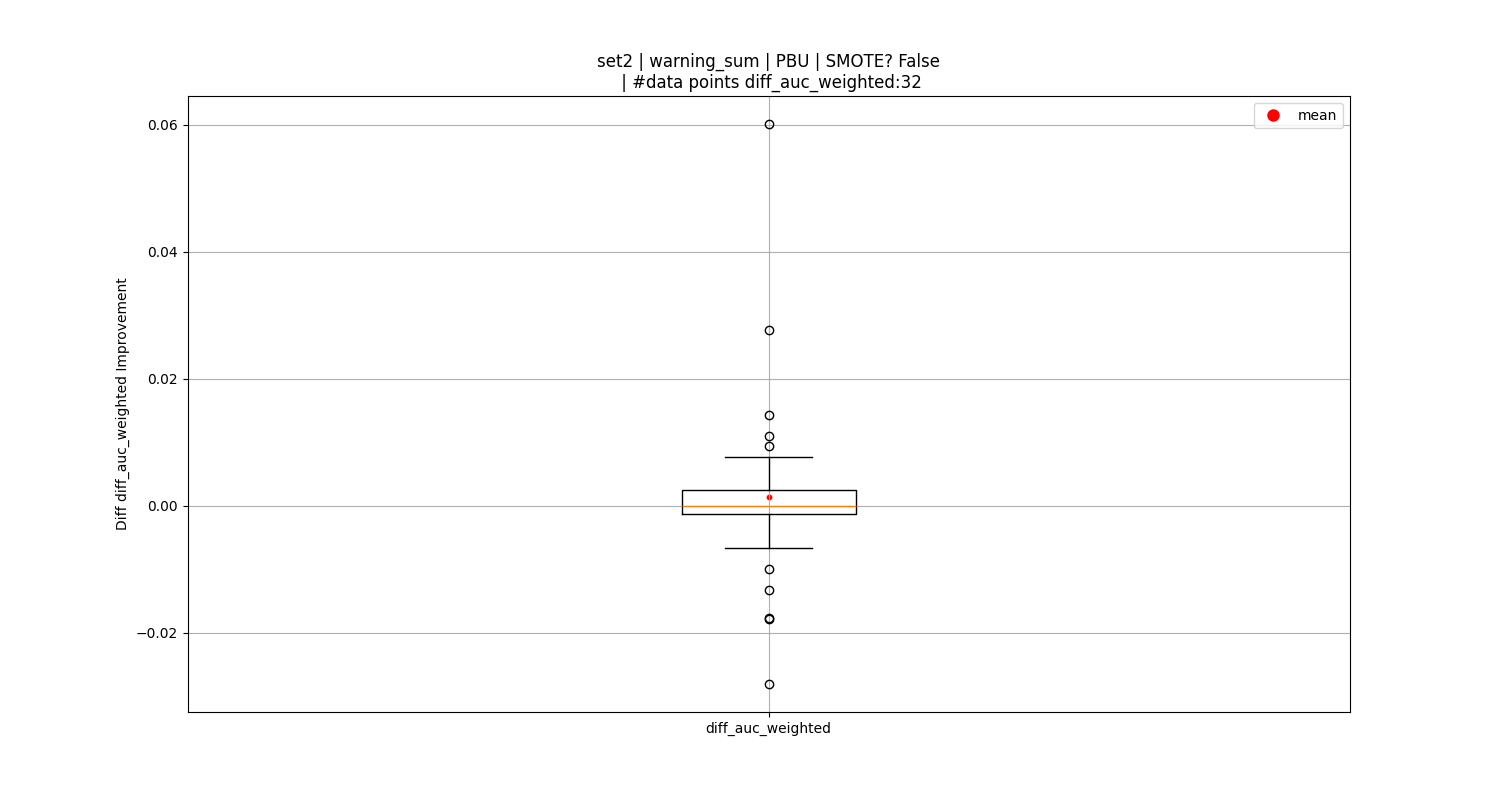 set2 | warning_sum | PBU | SMOTE? False
| #data points diff_auc_weighted:32
mean
0.06
0.04
0.02
0.00
−0.02
Diff diff_auc_weighted Improvement
diff_auc_weighted